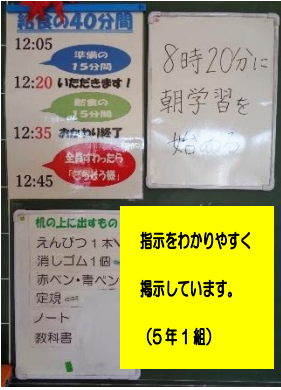 給食の40分間
12:05
準備の
15分間
12:20 いただきます!
給食の
15分間
12:35 おかわり終了
全員すわったら
「ごちそう様」
12:45
8時20分に
朝学習を
始める
机の上に出すもの
えんぴつ1本
消しゴム1個
赤ペン・青ペン
定規
ノート
教科書
指示をわかりやすく
掲示しています。
（5年1組）